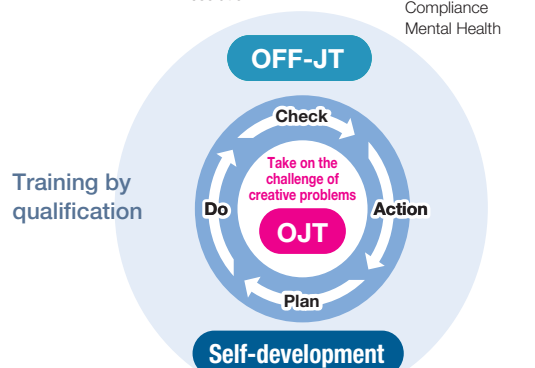 Compliance
Mental Health
OFF-JT
Check
Take on the
challenge of
creative problems
Training by
qualification
Do
Action
OJT
Plan
Self-development